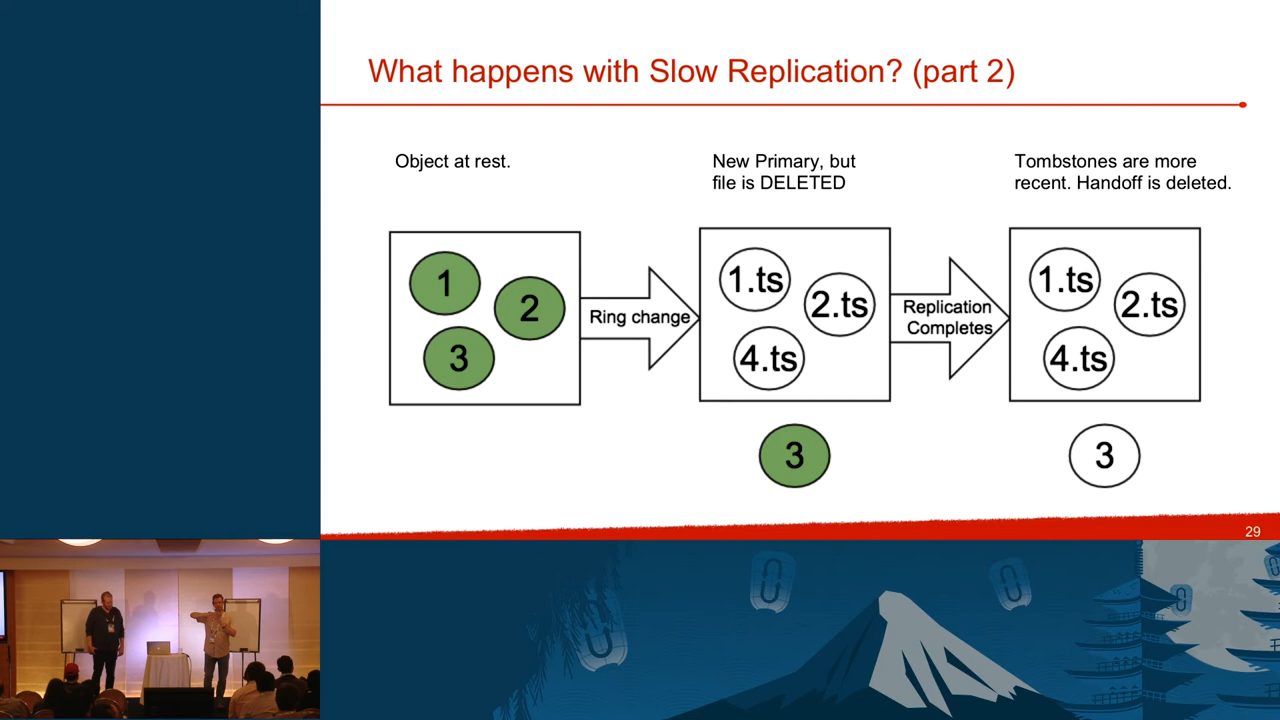 What happens with Slow Replication? (part 2)
Object at rest.
New Primary, but
file is DELETED
Tombstones are more
recent. Handoff is deleted.
1
2
3
Ring change
1.ts
2.ts
4.ts
3
Replication
Completes
1.ts
2.ts
4.ts
3
29